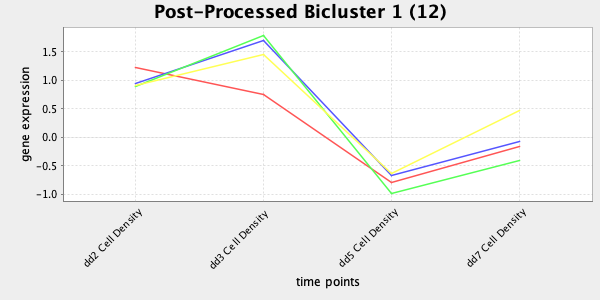 Post-Processed Bicluster 1 (12)
gene expression
1.5
1.0
0.5
0.0
-0.5
-1.0
dd2 Cell Density
dd3 Cell Density
dd5 Cell Density
dd7 Cell Density
time points